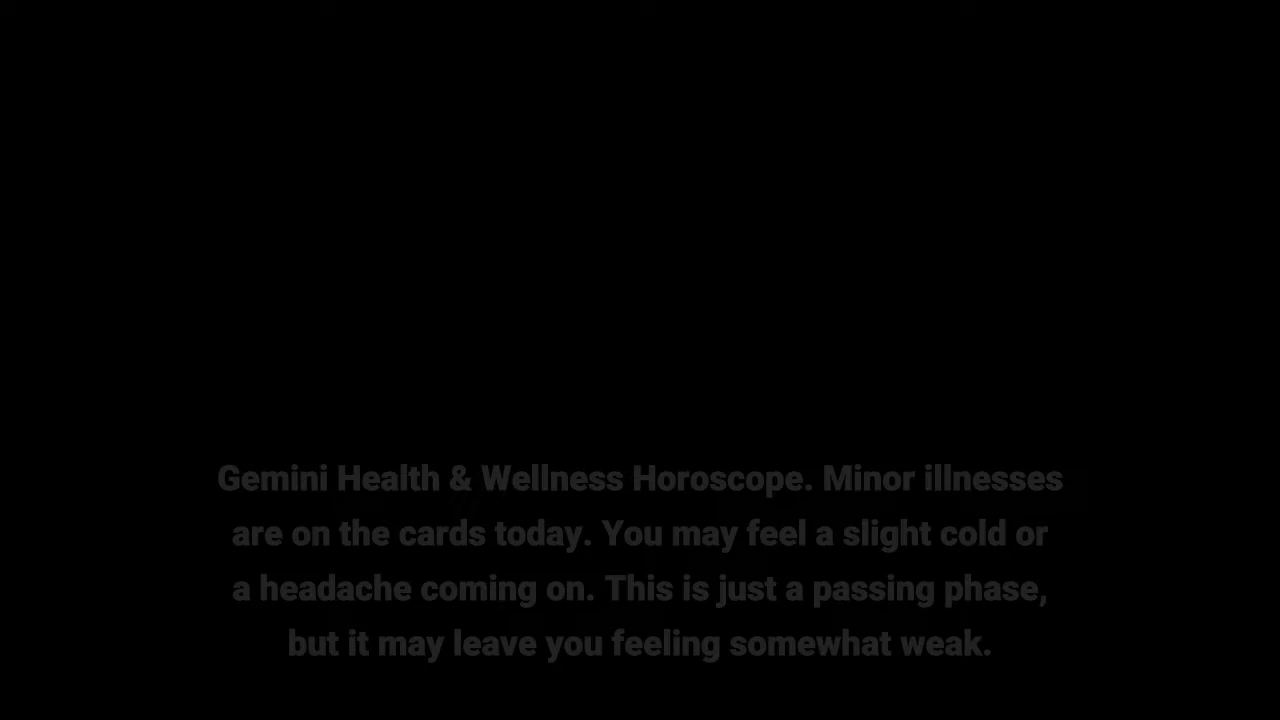 Gemini Health & Wellness Horoscope. Minor illnesses
are on the cards today. You may feel a slight cold or
a headache coming on. This is just a passing phase,
but it may leave you feeling somewhat weak.